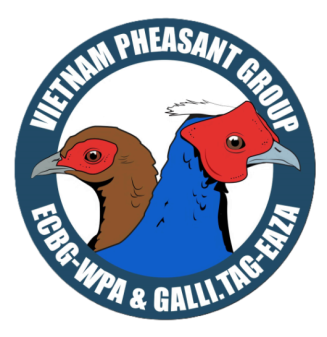 VIETNAM PHEASANT GROUP
ECBG-WPA & GALLI.TAG-EAZA